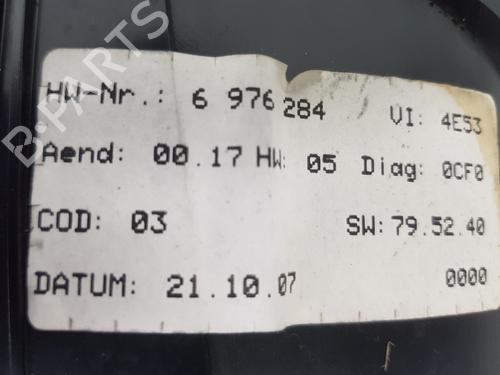 HW-Nr.: 6 976 284 VI: 4E53
Aend: 00.17 HW: 05 Diag: 0CF0
COD: 03 SW: 79.52.40
DATUM: 21.10.07 0000
B-PARTS